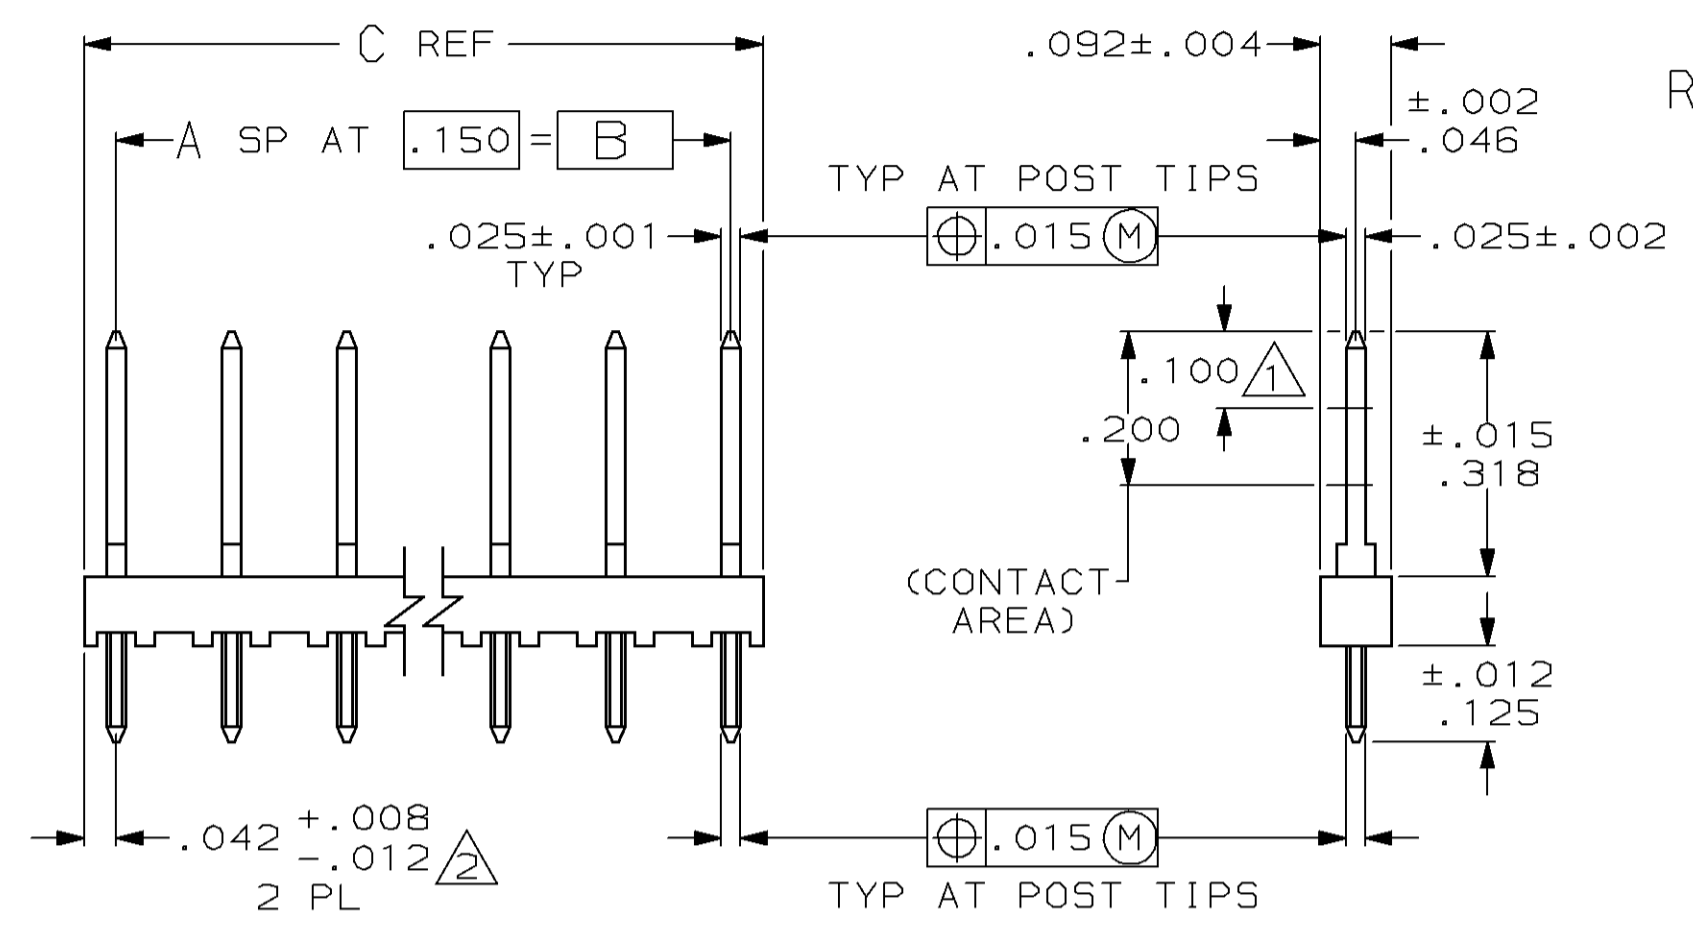 C REF
A SP AT .150 = B
.025±.001
TYP
.092±.004
±.002
.046
R
TYP AT POST TIPS
.015 M
.025±.002
.100 1
.200
±.015
.318
(CONTACT
AREA)
±.012
.125
.042 +.008
-.012 2
2 PL
.015 M
TYP AT POST TIPS